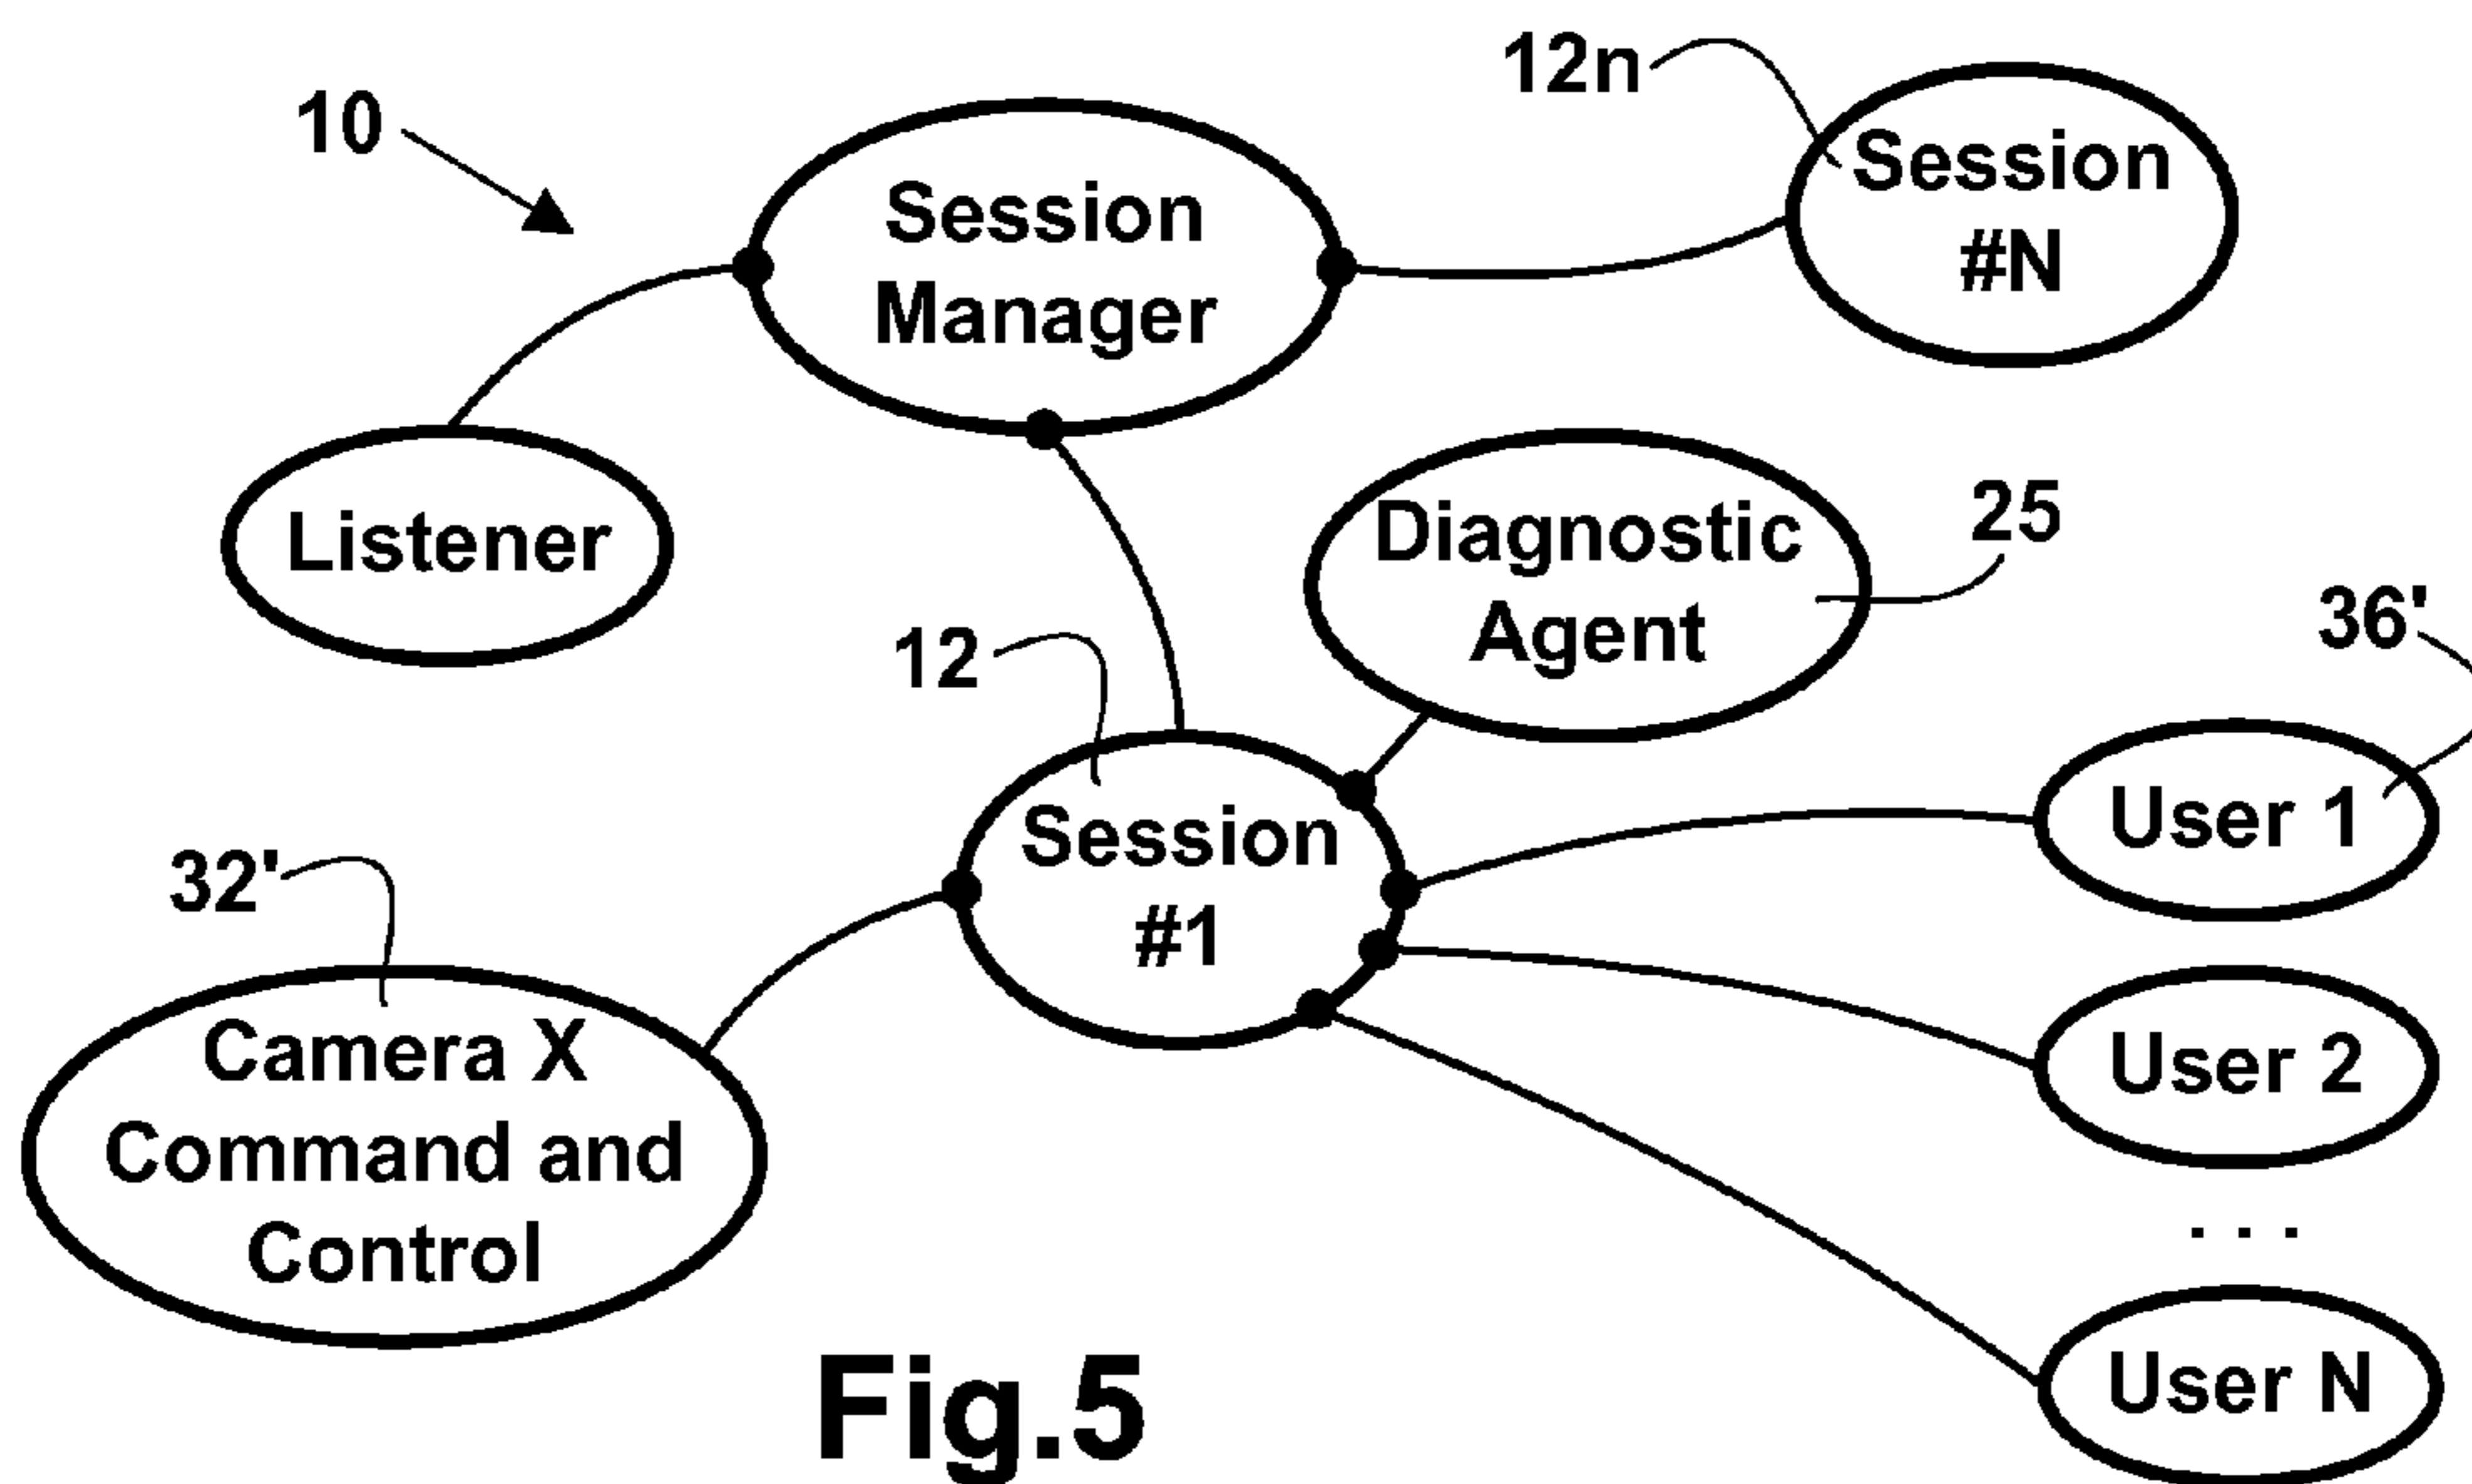 12n
10
Session
#N
Session
Manager
Listener
Diagnostic
Agent
25
36'
12
User 1
Session
#1
32'
Camera X
Command and
Control
User 2
. . .
User N
Fig.5